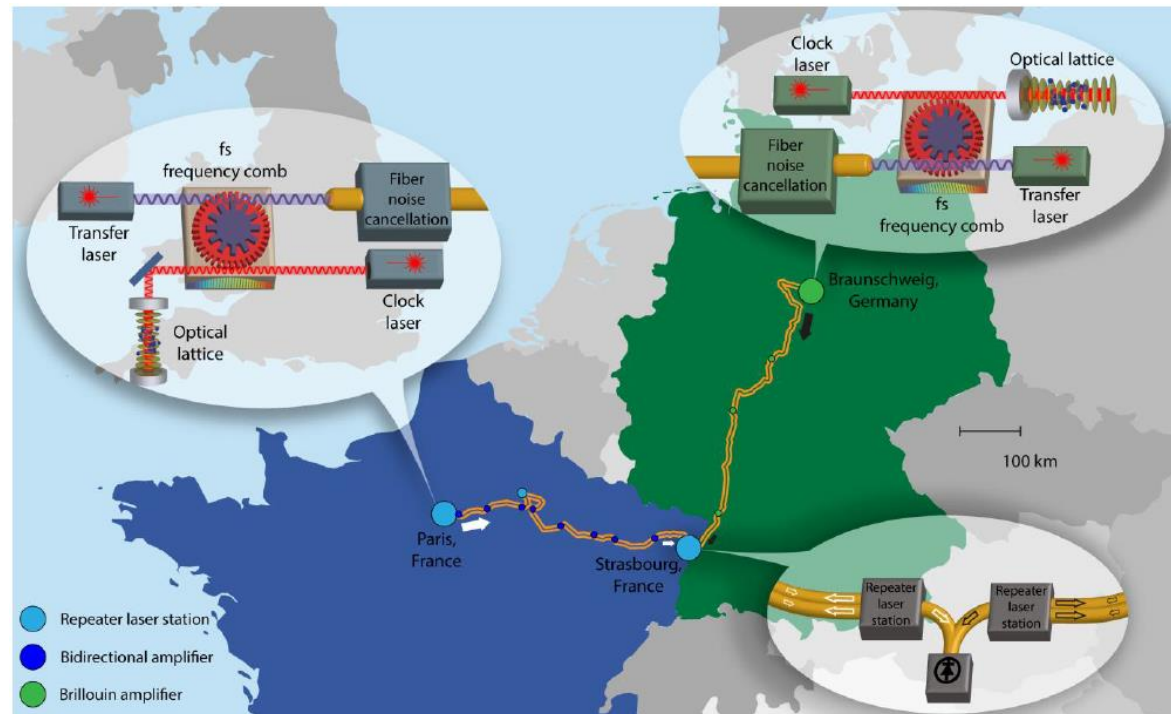 fs
frequency comb
Transfer
laser
Fiber
noise
cancellation
Clock
laser
Optical
lattice
Clock
laser
Optical lattice
Fiber
noise
cancellation
Transfer
laser
fs
frequency comb
Braunschweig,
Germany
100 km
Paris,
France
Strasbourg,
France
Repeater
laser
station
Repeater
laser
station
Repeater laser station
Bidirectional amplifier
Brillouin amplifier